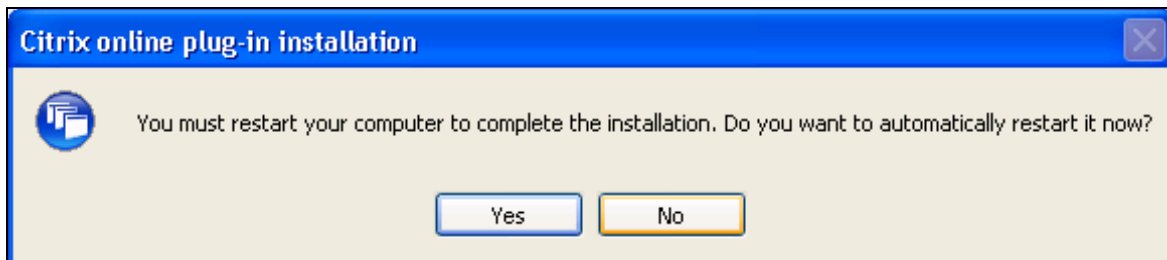 Citrix online plug-in installation
You must restart your computer to complete the installation. Do you want to automatically restart it now?
Yes
No